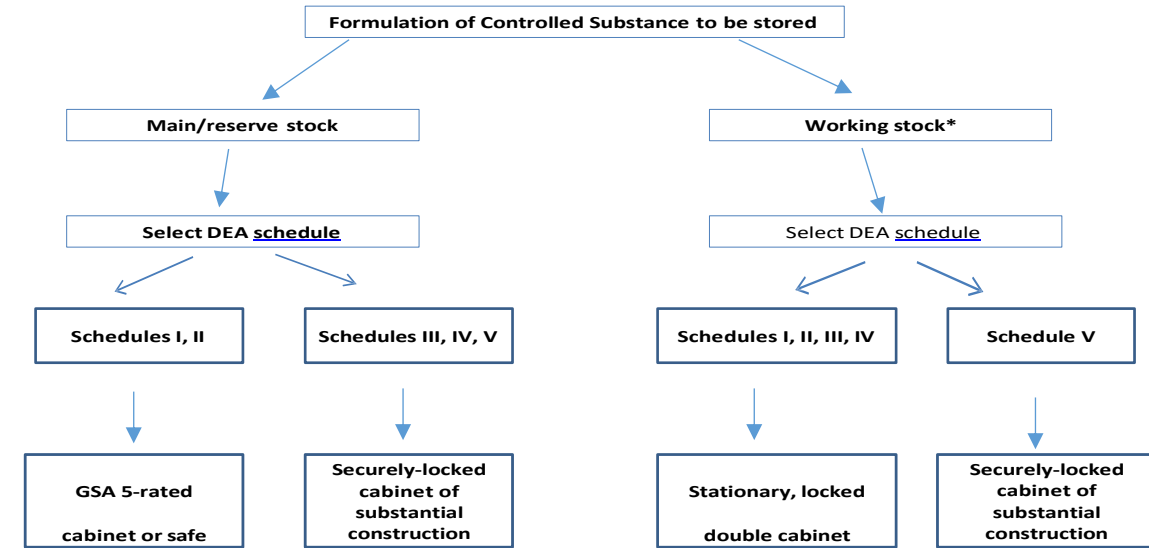 Formulation of Controlled Substance to be stored
Main/reserve stock
Working stock*
Select DEA schedule
Select DEA schedule
Schedules I, II
Schedules III, IV, V
Schedules I, II, III, IV
Schedule V
GSA 5-rated
cabinet or safe
Securely-locked
cabinet of
substantial
construction
Stationary, locked
double cabinet
Securely-locked
cabinet of
substantial
construction